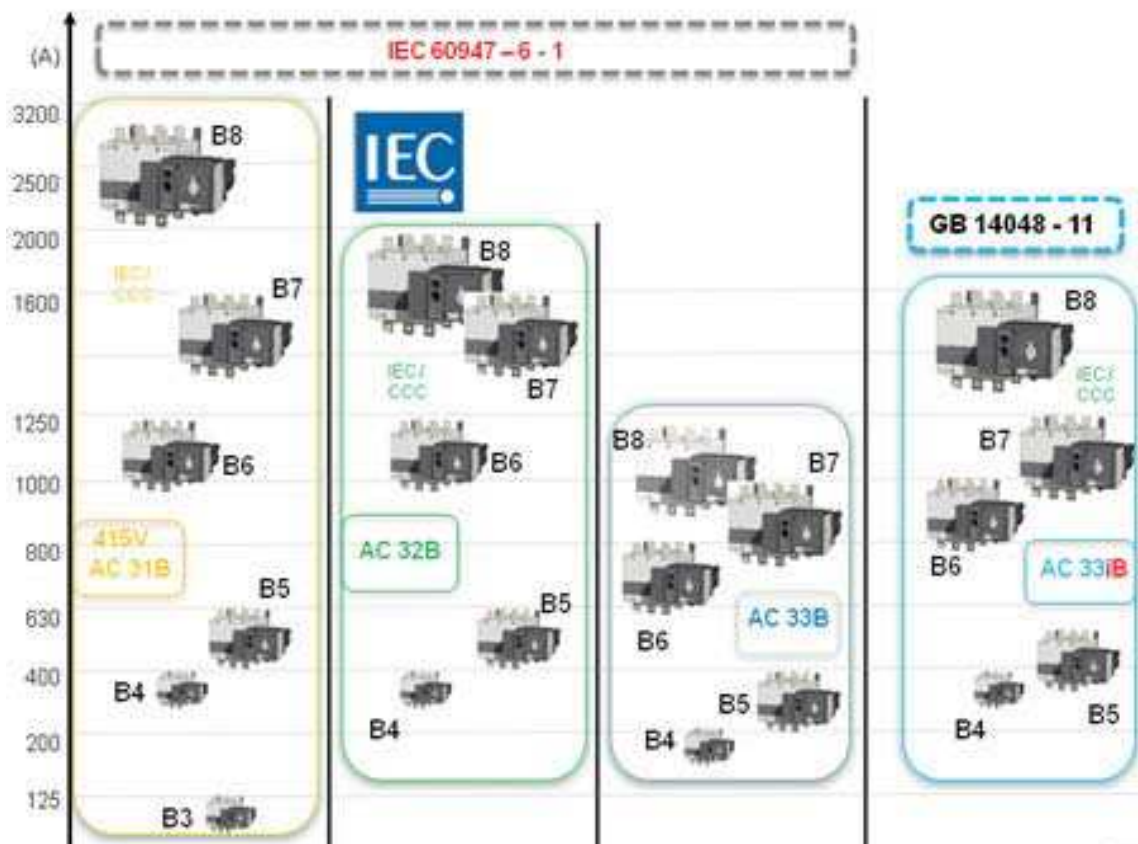 (A)
IEC 60947 – 6 - 1
3200
2500
2000
1600
1250
1000
800
630
400
200
125
B8
IEC/
CCC
B7
B6
415V
AC 31B
B5
B4
B3
IEC
B8
IEC/
CCC
B7
B6
AC 32B
B5
B4
B8
B7
B6
AC 33B
B5
B4
GB 14048 - 11
B8
IEC/
CCC
B7
B6
AC 33iB
B4
B5